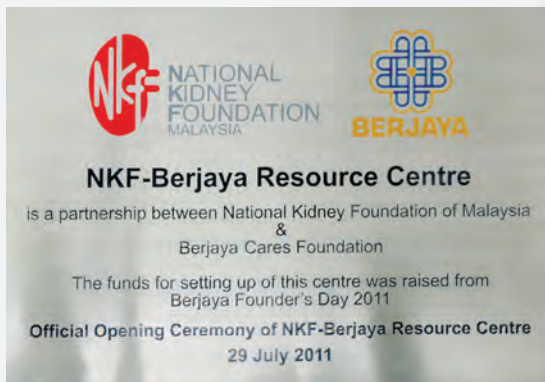 NKF
NATIONAL
KIDNEY
FOUNDATION
MALAYSIA
BERJAYA
NKF-Berjaya Resource Centre
is a partnership between National Kidney Foundation of Malaysia
&
Berjaya Cares Foundation
The funds for setting up of this centre was raised from
Berjaya Founder's Day 2011
Official Opening Ceremony of NKF-Berjaya Resource Centre
29 July 2011